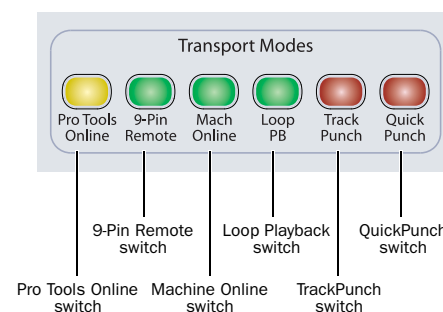 Transport Modes
Pro Tools Online
9-Pin Remote
Mach Online
Loop PB
Track Punch
Quick Punch
9-Pin Remote switch
Loop Playback switch
QuickPunch switch
Pro Tools Online switch
Machine Online switch
TrackPunch switch